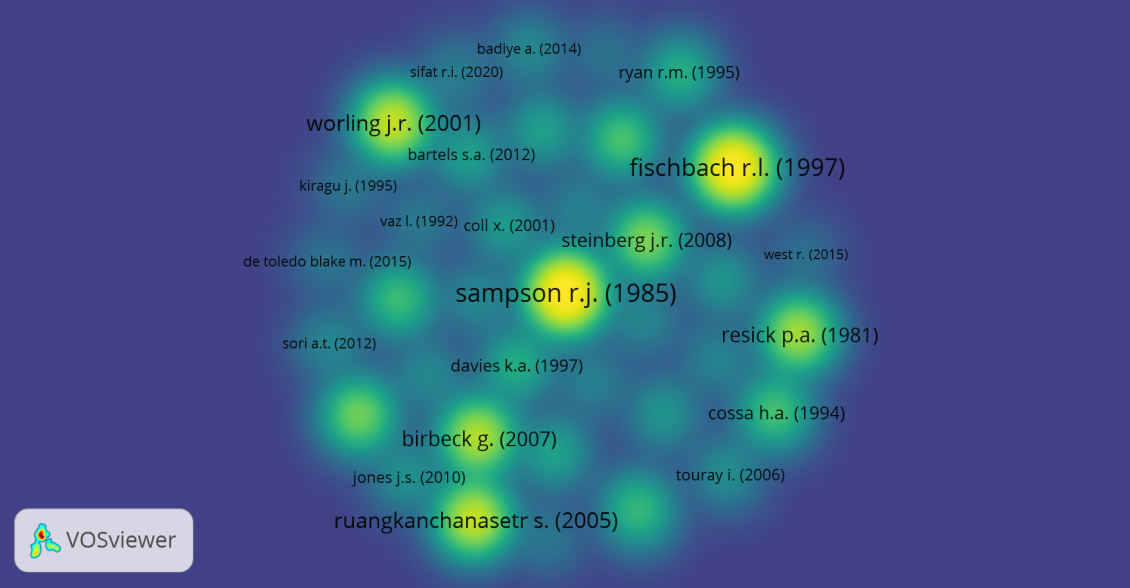 badiye a. (2014)
sifat r.i. (2020)
ryan r.m. (1995)
worling j.r. (2001)
bartels s.a. (2012)
fischbach r.l. (1997)
kiragu j. (1995)
vaz l. (1992)
coll x. (2001)
steinberg j.r. (2008)
west r. (2015)
de toledo blake m. (2015)
sampson r.j. (1985)
resick p.a. (1981)
sori a.t. (2012)
davies k.a. (1997)
cossa h.a. (1994)
birbeck g. (2007)
jones j.s. (2010)
touray i. (2006)
ruangkanchanasetr s. (2005)
VOSviewer